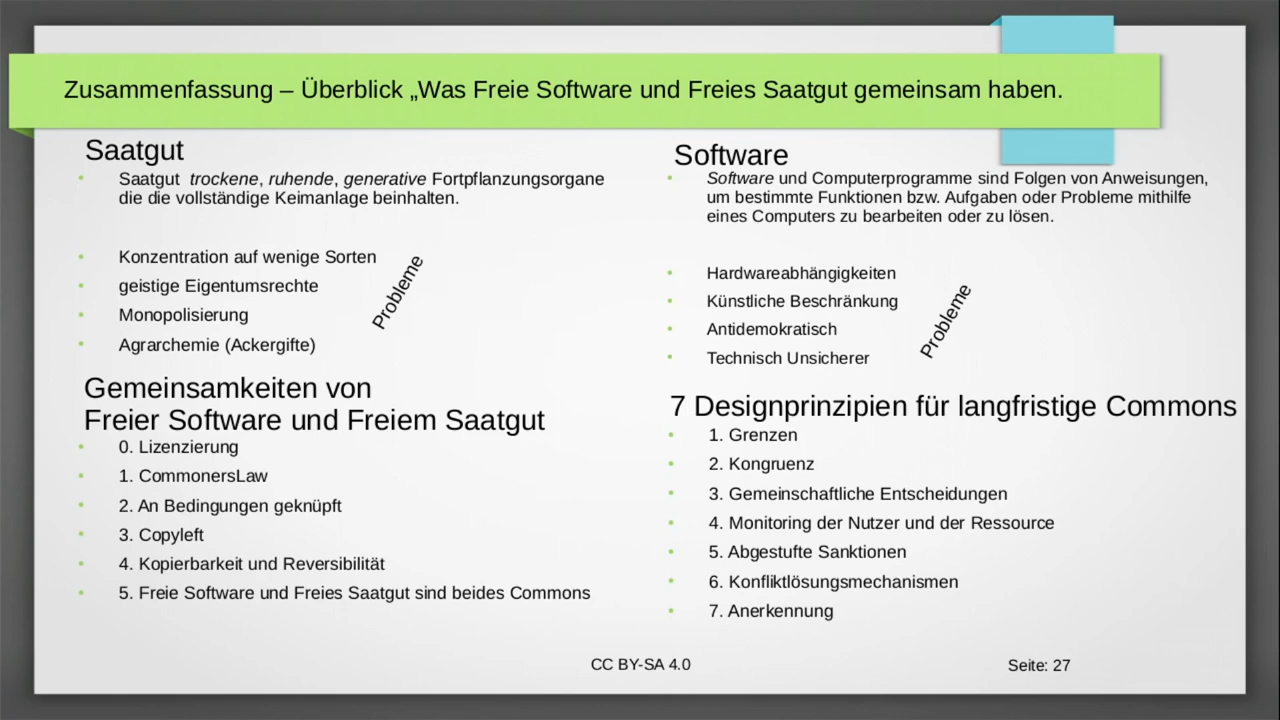 Zusammenfassung – Überblick „Was Freie Software und Freies Saatgut gemeinsam haben.
Saatgut
Saatgut trockene, ruhende, generative Fortpflanzungsorgane
die die vollständige Keimanlage beinhalten.
Konzentration auf wenige Sorten
geistige Eigentumsrechte
Monopolisierung
Agrarchemie (Ackergifte)
Probleme
Software
Software und Computerprogramme sind Folgen von Anweisungen,
um bestimmte Funktionen bzw. Aufgaben oder Probleme mithilfe
eines Computers zu bearbeiten oder zu lösen.
Hardwareabhängigkeiten
Künstliche Beschränkung
Antidemokratisch
Technisch Unsicherer
Probleme
Gemeinsamkeiten von
Freier Software und Freiem Saatgut
0. Lizenzierung
1. CommonersLaw
2. An Bedingungen geknüpft
3. Copyleft
4. Kopierbarkeit und Reversibilität
5. Freie Software und Freies Saatgut sind beides Commons
7 Designprinzipien für langfristige Commons
1. Grenzen
2. Kongruenz
3. Gemeinschaftliche Entscheidungen
4. Monitoring der Nutzer und der Ressource
5. Abgestufte Sanktionen
6. Konfliktlösungsmechanismen
7. Anerkennung
CC BY-SA 4.0
Seite: 27